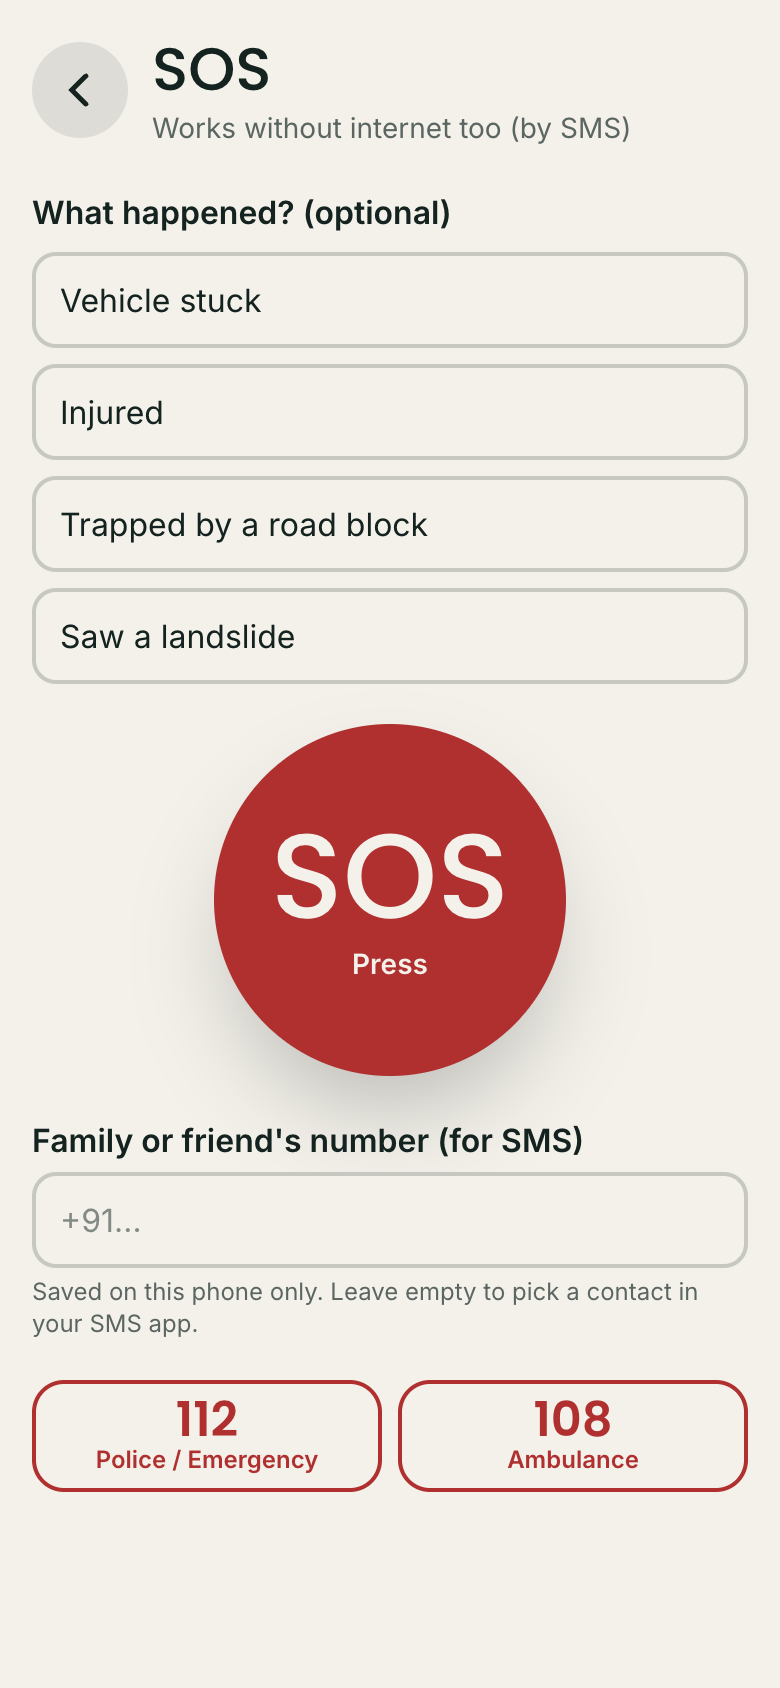 SOS
Works without internet too (by SMS)
What happened? (optional)
Vehicle stuck
Injured
Trapped by a road block
Saw a landslide
SOS
Press
Family or friend's number (for SMS)
+91...
Saved on this phone only. Leave empty to pick a contact in
your SMS app.
112
Police / Emergency
108
Ambulance